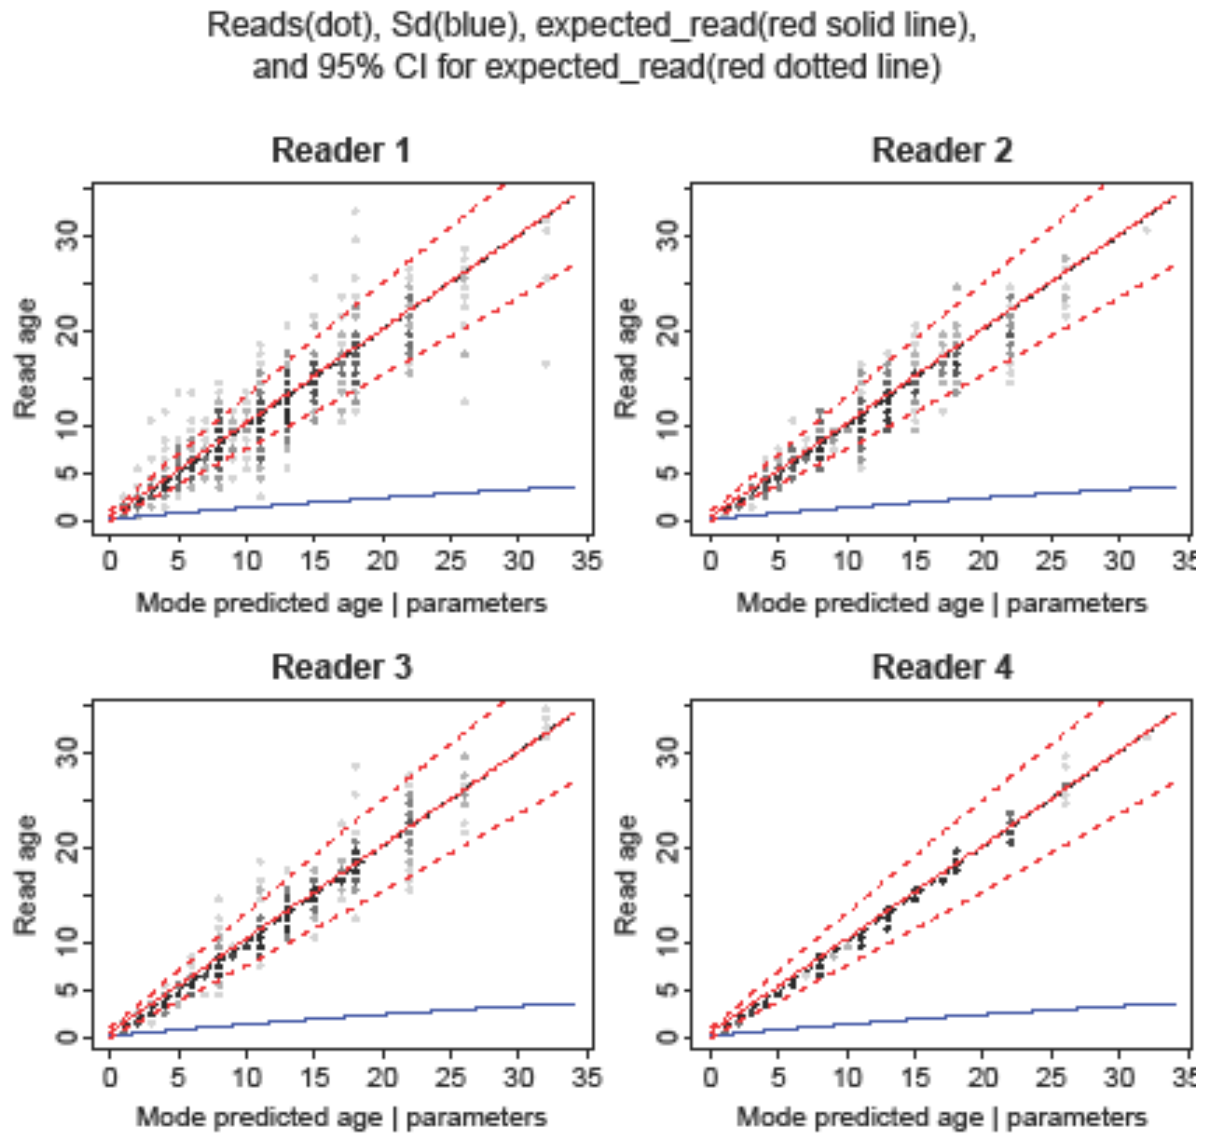 Reads(dot), Sd(blue), expected_read(red solid line),
and 95% CI for expected_read(red dotted line)
Reader 1
Read age
30
20
10
5
0
0 5 10 15 20 25 30 35
Mode predicted age | parameters
Reader 2
Read age
30
20
10
5
0
0 5 10 15 20 25 30 35
Mode predicted age | parameters
Reader 3
Read age
30
20
10
5
0
0 5 10 15 20 25 30 35
Mode predicted age | parameters
Reader 4
Read age
30
20
10
5
0
0 5 10 15 20 25 30 35
Mode predicted age | parameters